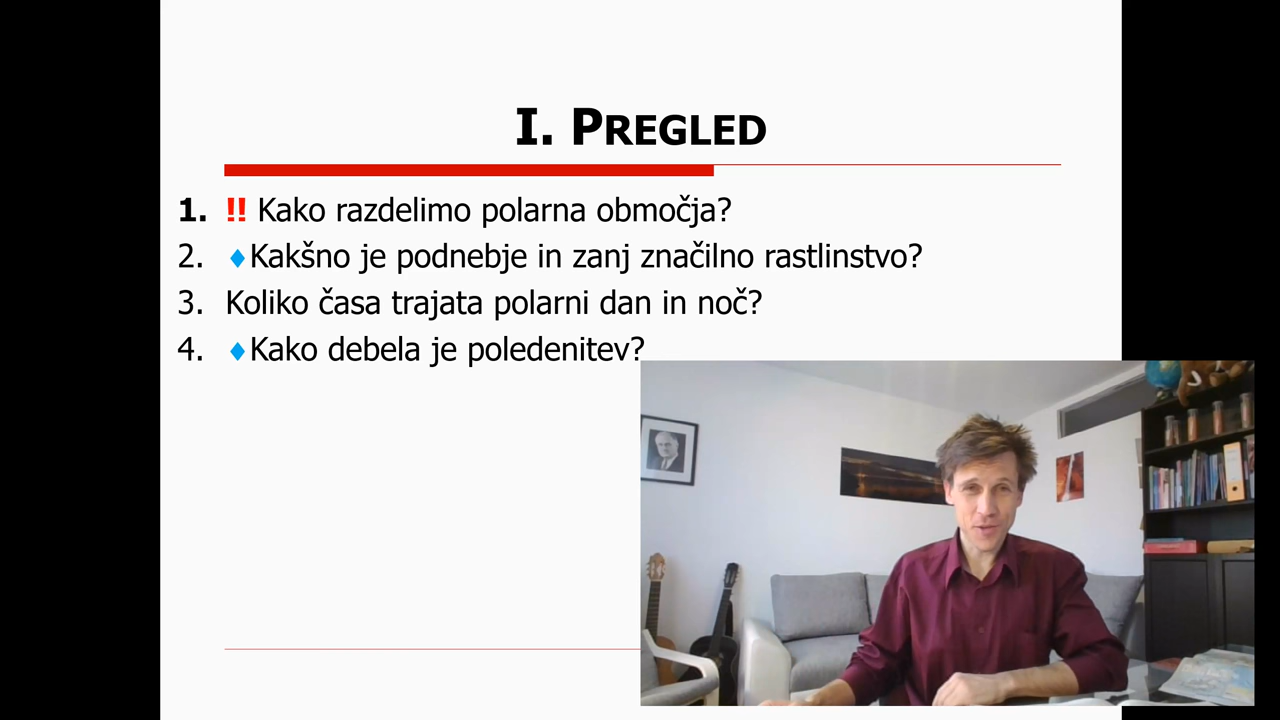 I. PREGLED
1. !! Kako razdelimo polarna območja?
2. ♦Kakšno je podnebje in zanj značilno rastlinstvo?
3. Koliko časa trajata polarni dan in noč?
4. ♦Kako debela je poledenitev?